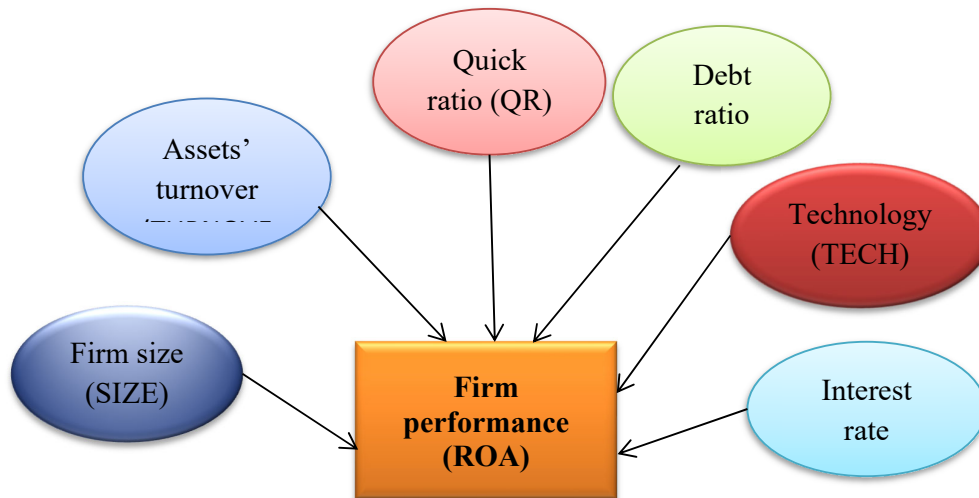 Quick
ratio (QR)
Debt
ratio
Assets’
turnover
Technology
(TECH)
Firm size
(SIZE)
Firm
performance
(ROA)
Interest
rate